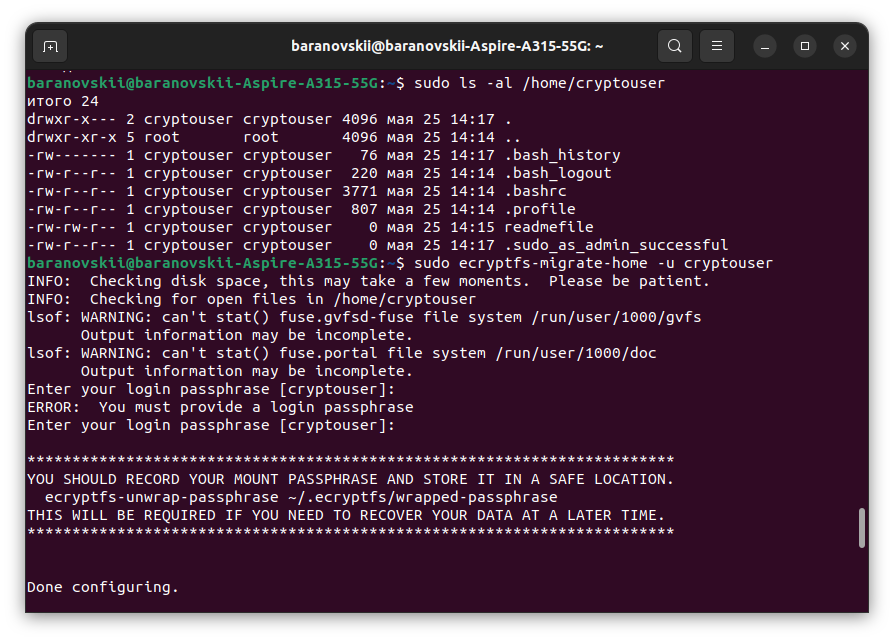 baranovskii@baranovskii-Aspire-A315-55G: ~
baranovskii@baranovskii-Aspire-A315-55G:~$ sudo ls -al /home/cryptouser
итого 24
drwxr-x--- 2 cryptouser cryptouser 4096 мая 25 14:17 .
drwxr-xr-x 5 root       root       4096 мая 25 14:14 ..
-rw------- 1 cryptouser cryptouser   76 мая 25 14:17 .bash_history
-rw-r--r-- 1 cryptouser cryptouser  220 мая 25 14:14 .bash_logout
-rw-r--r-- 1 cryptouser cryptouser 3771 мая 25 14:14 .bashrc
-rw-r--r-- 1 cryptouser cryptouser  807 мая 25 14:14 .profile
-rw-rw-r-- 1 cryptouser cryptouser    0 мая 25 14:15 readmefile
-rw-r--r-- 1 cryptouser cryptouser    0 мая 25 14:17 .sudo_as_admin_successful
baranovskii@baranovskii-Aspire-A315-55G:~$ sudo ecryptfs-migrate-home -u cryptouser
INFO:  Checking disk space, this may take a few moments.  Please be patient.
INFO:  Checking for open files in /home/cryptouser
lsof: WARNING: can't stat() fuse.gvfsd-fuse file system /run/user/1000/gvfs
      Output information may be incomplete.
lsof: WARNING: can't stat() fuse.portal file system /run/user/1000/doc
      Output information may be incomplete.
Enter your login passphrase [cryptouser]:
ERROR:  You must provide a login passphrase
Enter your login passphrase [cryptouser]:
************************************************************************
YOU SHOULD RECORD YOUR MOUNT PASSPHRASE AND STORE IT IN A SAFE LOCATION.
  ecryptfs-unwrap-passphrase ~/.ecryptfs/wrapped-passphrase
THIS WILL BE REQUIRED IF YOU NEED TO RECOVER YOUR DATA AT A LATER TIME.
************************************************************************
Done configuring.